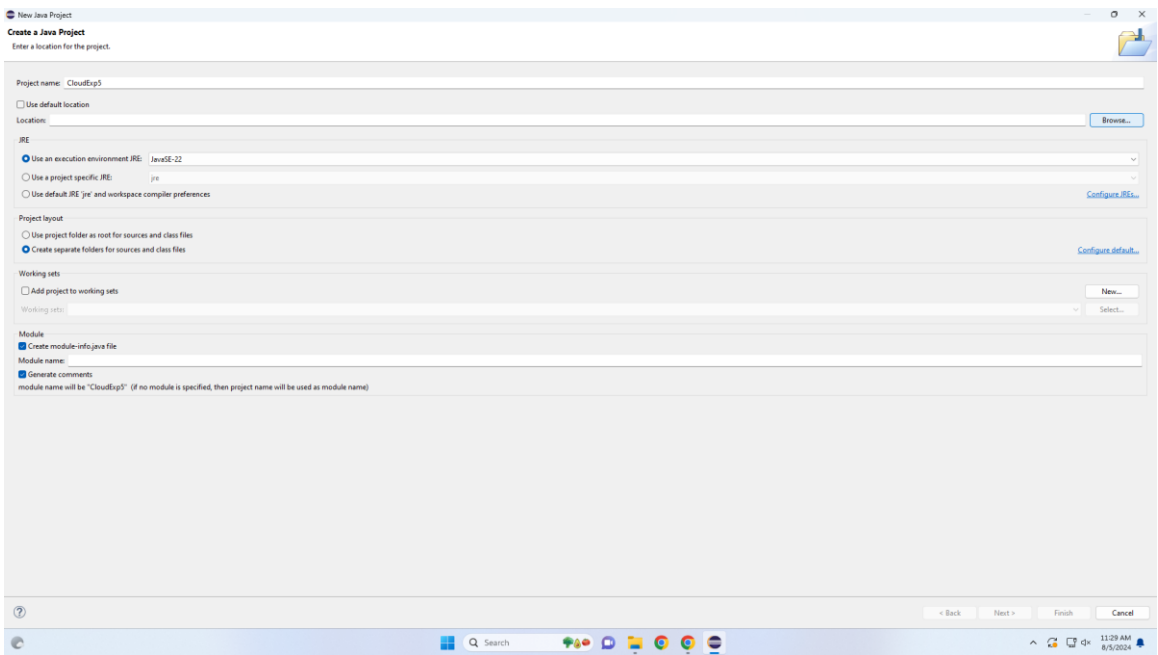 New Java Project
Create a Java Project
Enter a location for the project.
Project name: CloudExp5
Use default location
Location: Browse...
JRE
Use an execution environment JRE: JavaSE-22
Use a project specific JRE: jre
Use default JRE 'jre' and workspace compiler preferences Configure JREs...
Project layout
Use project folder as root for sources and class files
Create separate folders for sources and class files Configure default...
Working sets
Add project to working sets New...
Working sets: Select...
Module
Create module-info.java file
Module name:
Generate comments
module name will be "CloudExp5" (if no module is specified, then project name will be used as module name)
< Back Next > Finish Cancel
Search 11:29 AM
8/5/2024